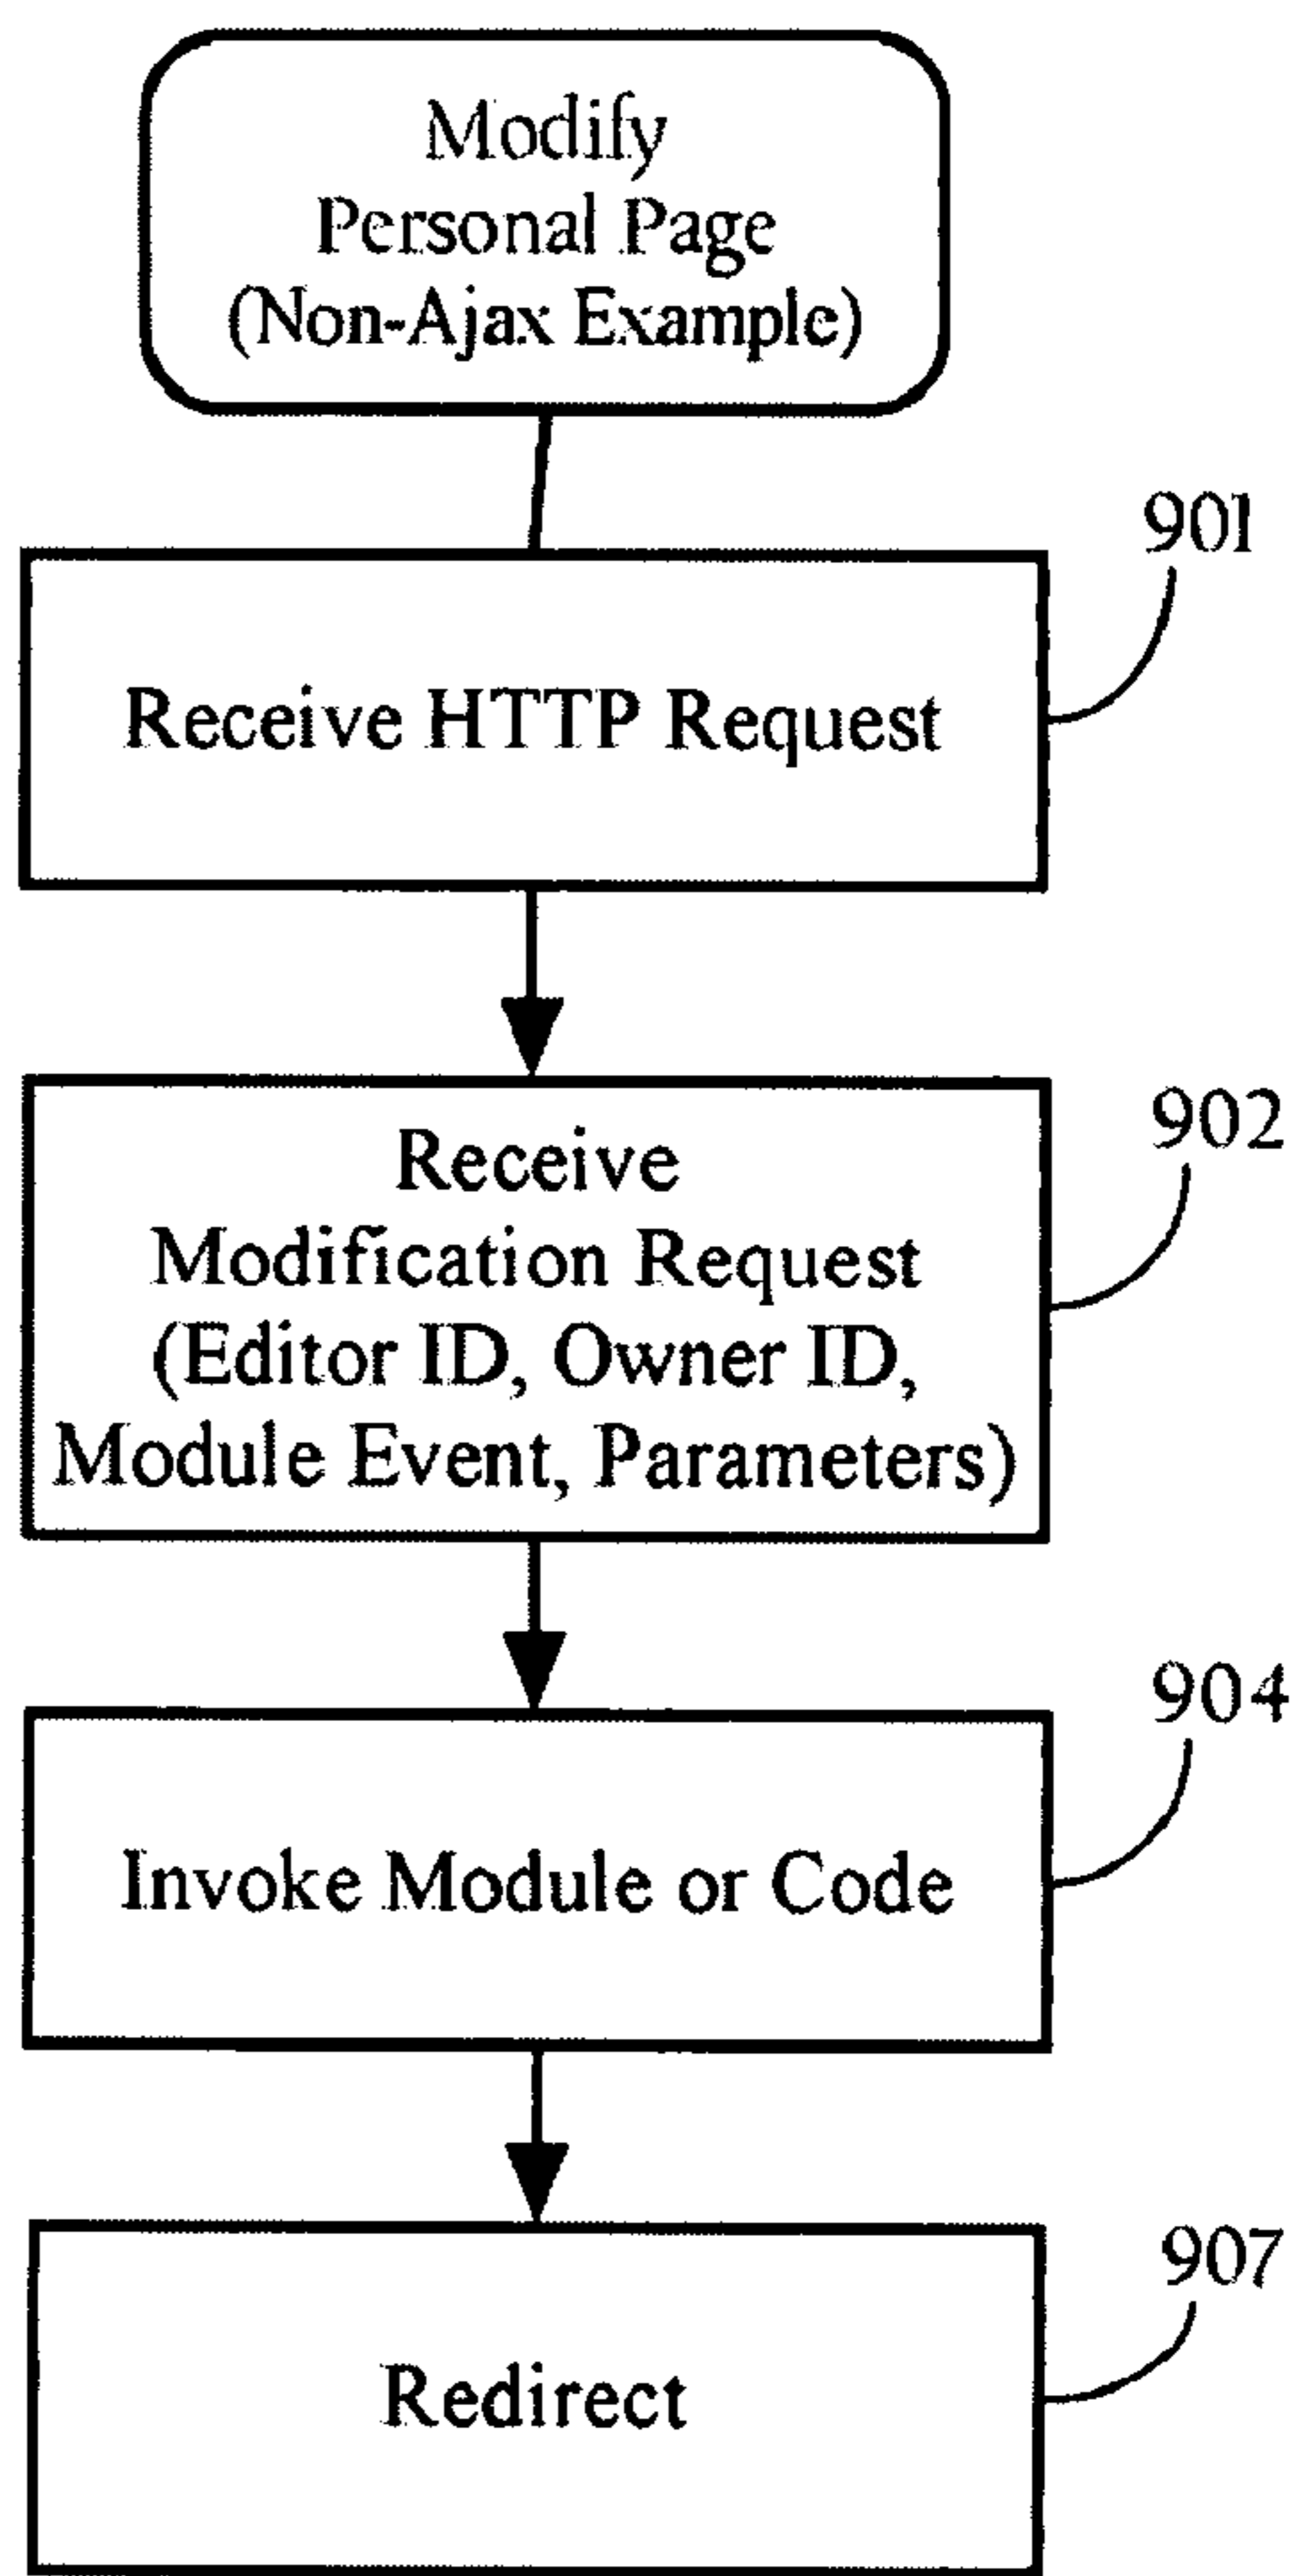 Modify
Personal Page
(Non-Ajax Example)
901
Receive HTTP Request
902
Receive
Modification Request
(Editor ID, Owner ID,
Module Event, Parameters)
904
Invoke Module or Code
907
Redirect